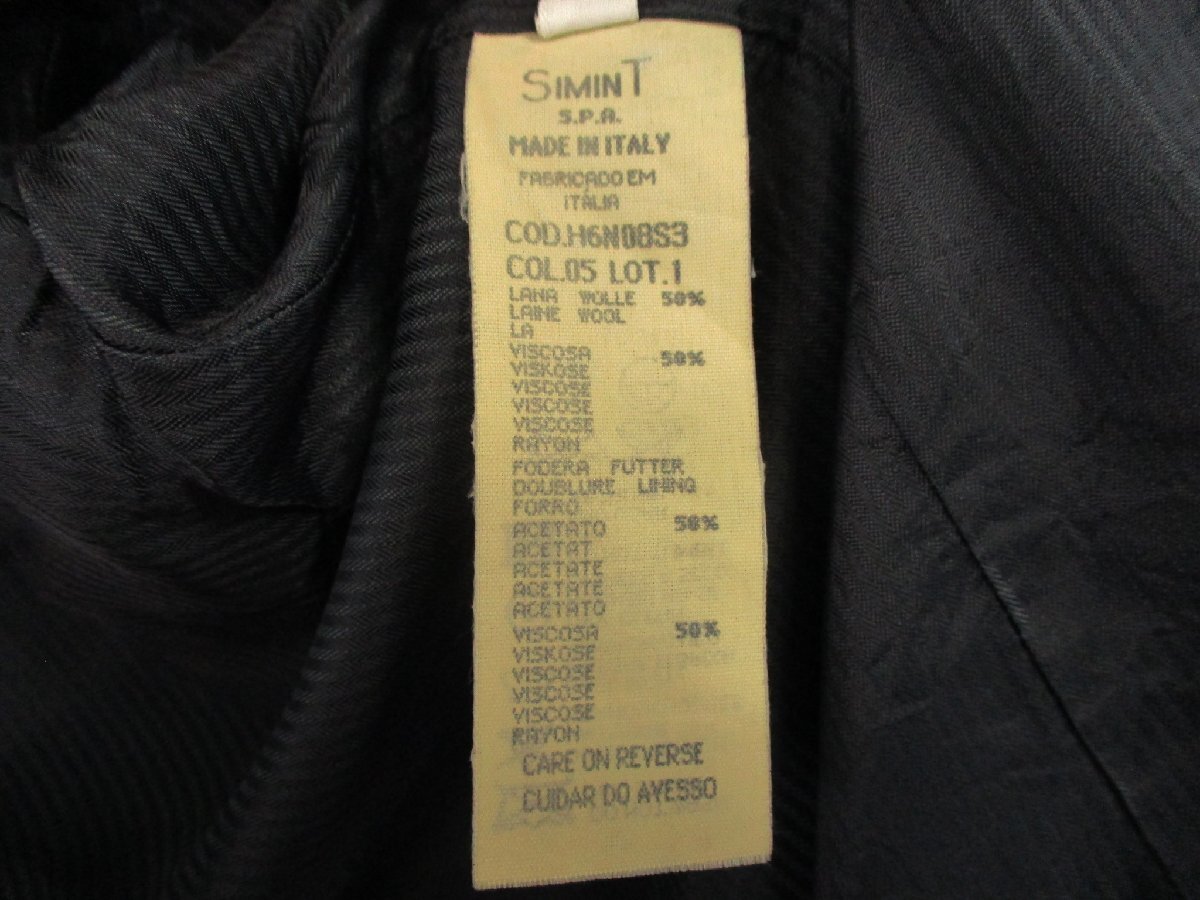 SIMINT
S.P.A.
MADE IN ITALY
FABRICADO EM
ITÁLIA
COD.H6N08S3
COL.05 LOT.1
LANA WOLLE 50%
LAINE WOOL
LA
VISCOSA 50%
VISKOSE
VISCOSE
VISCOSE
VISCOSE
RAYON
FODERA FUTTER
DOUBLURE LINING
FORRO
ACETATO 50%
ACETAT
ACETATE
ACETATE
ACETATO
VISCOSA 50%
VISKOSE
VISCOSE
VISCOSE
VISCOSE
RAYON
CARE ON REVERSE
CUIDAR DO AVESSO